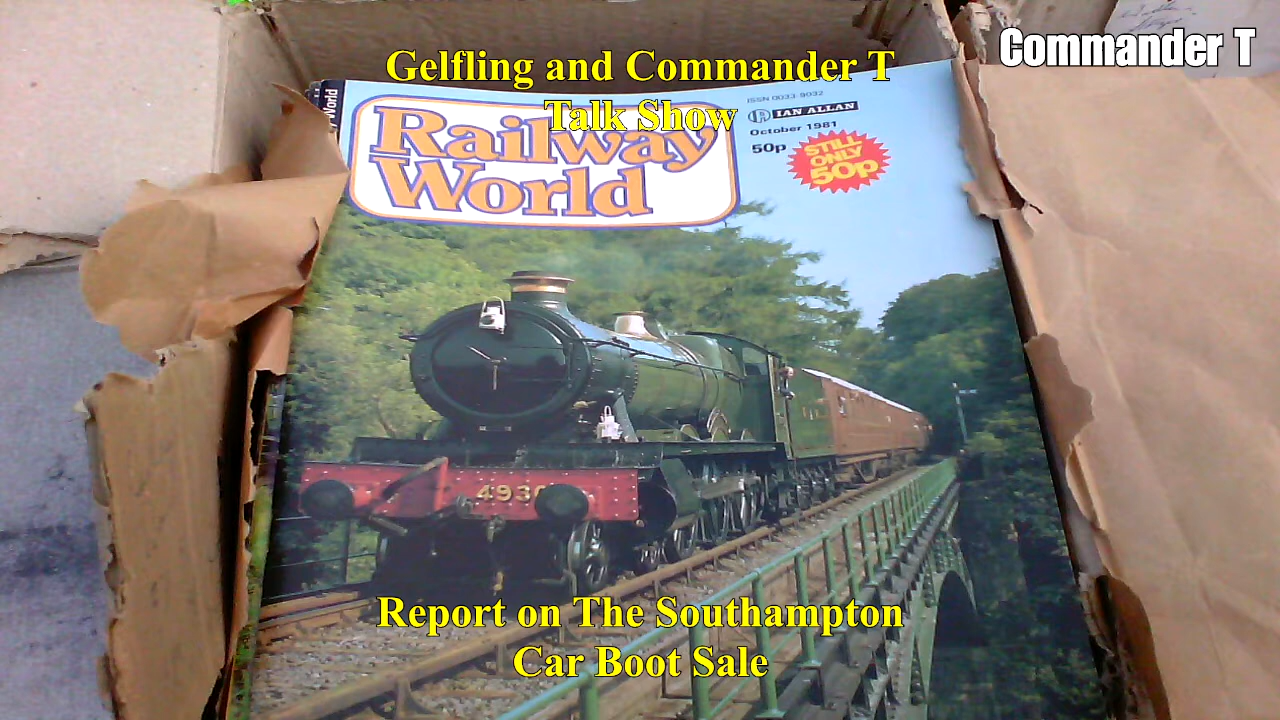 Commander T
Gelfling and Commander T
Talk Show
World
Railway
World
ISSN 0033-9032
IAN ALLAN
October 1981
50p
STILL
ONLY
50p
Report on The Southampton
Car Boot Sale